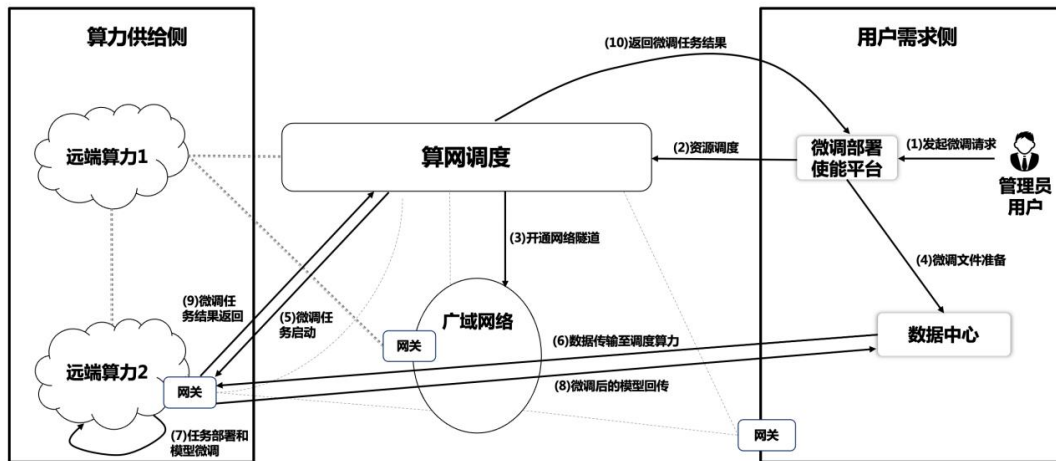 算力供给侧
用户需求侧
(10)返回微调任务结果
远端算力1
算网调度
(2)资源调度
微调部署
使能平台
(1)发起微调请求
管理员
用户
(3)开通网络隧道
(4)微调文件准备
(9)微调任
务结果返回
(5)微调任
务启动
广域网络
网关
(6)数据传输至调度算力
数据中心
远端算力2
网关
(8)微调后的模型回传
(7)任务部署和
模型微调
网关